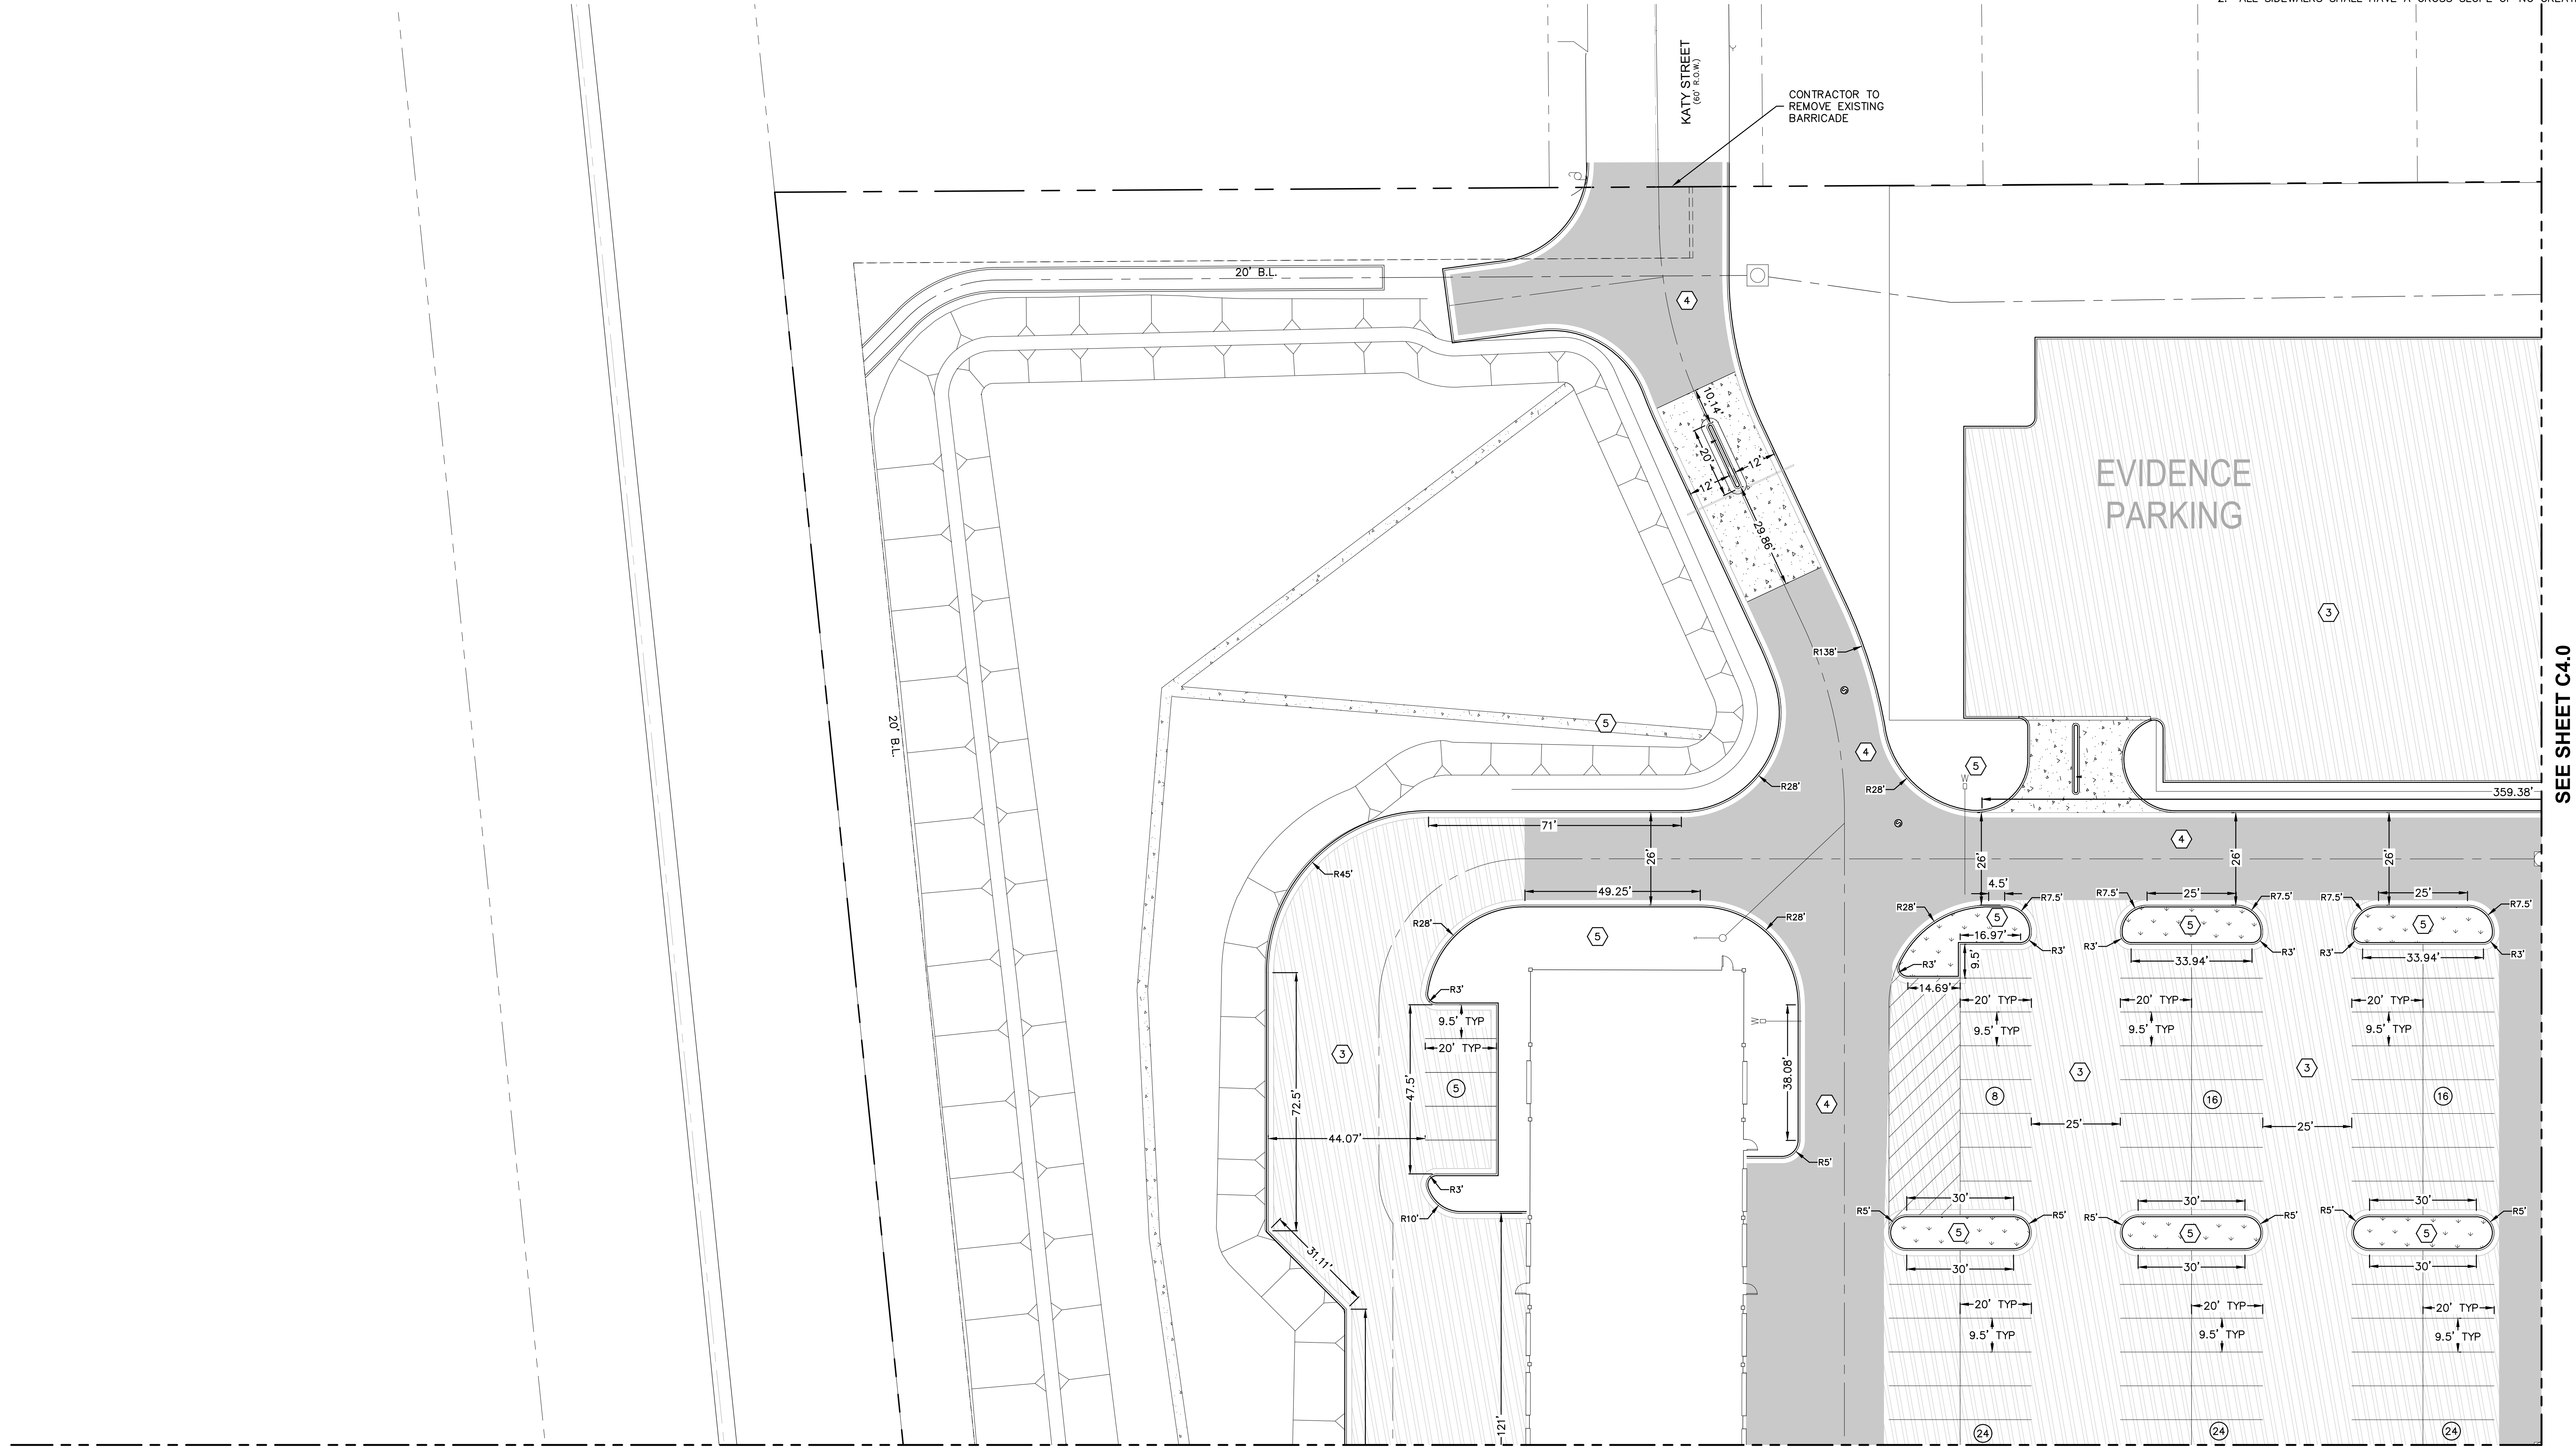 KATY STREET
(60' R.O.W.)
CONTRACTOR TO
REMOVE EXISTING
BARRICADE
20' B.L.
4
10.14'
20'
12'
12'
29.86'
EVIDENCE
PARKING
3
SEE SHEET C4.0
R138'
20' B.L.
5
4
5
W
R28'
R28'
359.38'
71'
26'
26'
4
26'
26'
R45'
49.25'
4.5'
R7.5'
R7.5'
25'
R7.5'
R7.5'
25'
R7.5'
R28'
R28'
R28'
5
5
5
5
16.97'
R3'
R3'
R3'
R3'
R3'
33.94'
33.94'
9.5'
R3'
14.69'
R3'
20' TYP
20' TYP
20' TYP
9.5' TYP
9.5' TYP
9.5' TYP
9.5' TYP
W
20' TYP
3
3
3
5
47.5'
72.5'
38.08'
4
8
16
16
44.07'
25'
25'
R5'
R3'
R10'
30'
30'
30'
R5'
R5'
R5'
R5'
R5'
R5'
5
5
5
30'
30'
30'
31.11'
20' TYP
20' TYP
20' TYP
9.5' TYP
9.5' TYP
9.5' TYP
121'
24
24
24